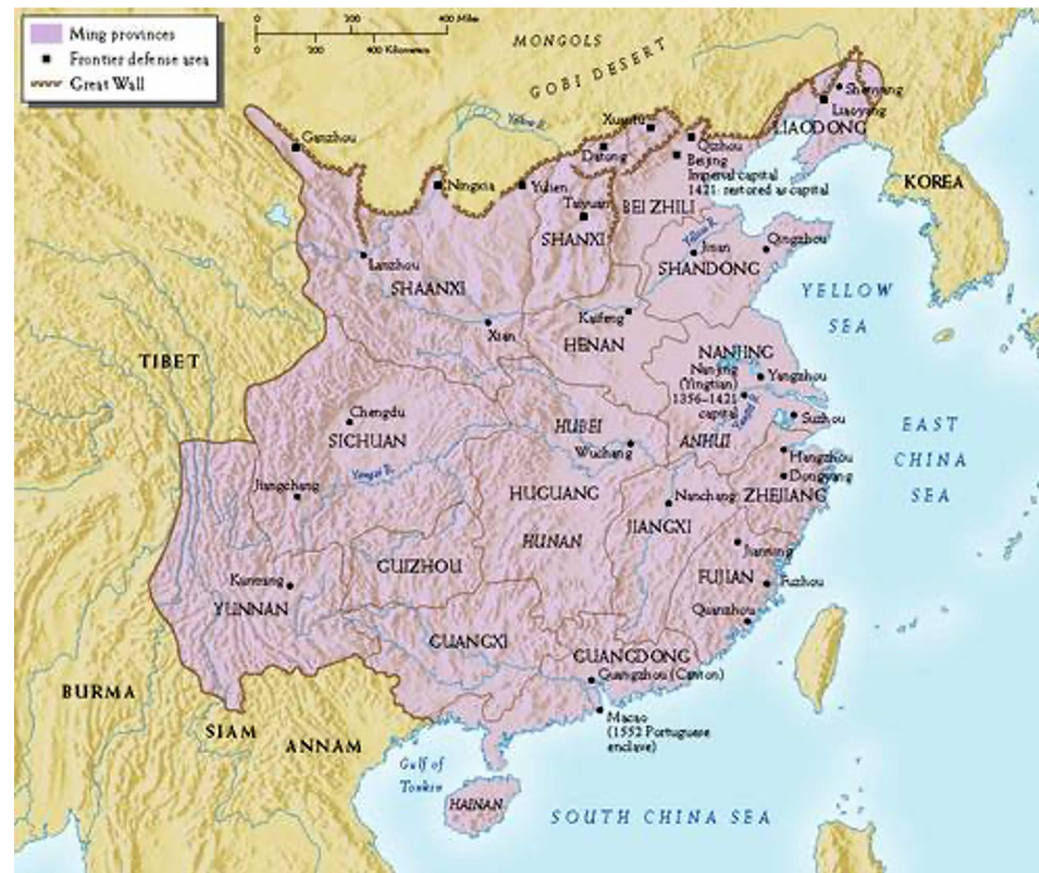 Ming provinces
Frontier defense area
Great Wall
0 200 400 Miles
0 200 400 Kilometers
MONGOLS
GOBI DESERT
Yellow R.
Ganzhou
Ningxia
Yulien
Xuanfu
Datong
Taiyuan
Qizhou
Beijing
Imperial capital
1421: restored as capital
Shenyang
Liaoyang
LIAODONG
KOREA
BEI ZHILI
SHANXI
Yellow R.
Jinan
Qingzhou
SHANDONG
Lanzhou
SHAANXI
Xian
Kaifeng
HENAN
YELLOW
SEA
TIBET
NANJING
Nanjing
(Yingtian)
1356–1421
capital
Yangzhou
Suzhou
Chengdu
SICHUAN
HUBEI
Wuchang
ANHUI
Hangzhou
Dongyang
ZHEJIANG
EAST
CHINA
SEA
Jiangchang
Yangzi R.
HUGUANG
Nanchang
JIANGXI
HUNAN
GUIZHOU
FUJIAN
Fuzhou
Quanzhou
YUNNAN
GUANGXI
GUANGDONG
Guangzhou (Canton)
Macao
(1552 Portuguese
enclave)
BURMA
SIAM
ANNAM
Gulf of
Tonkin
HAINAN
SOUTH CHINA SEA